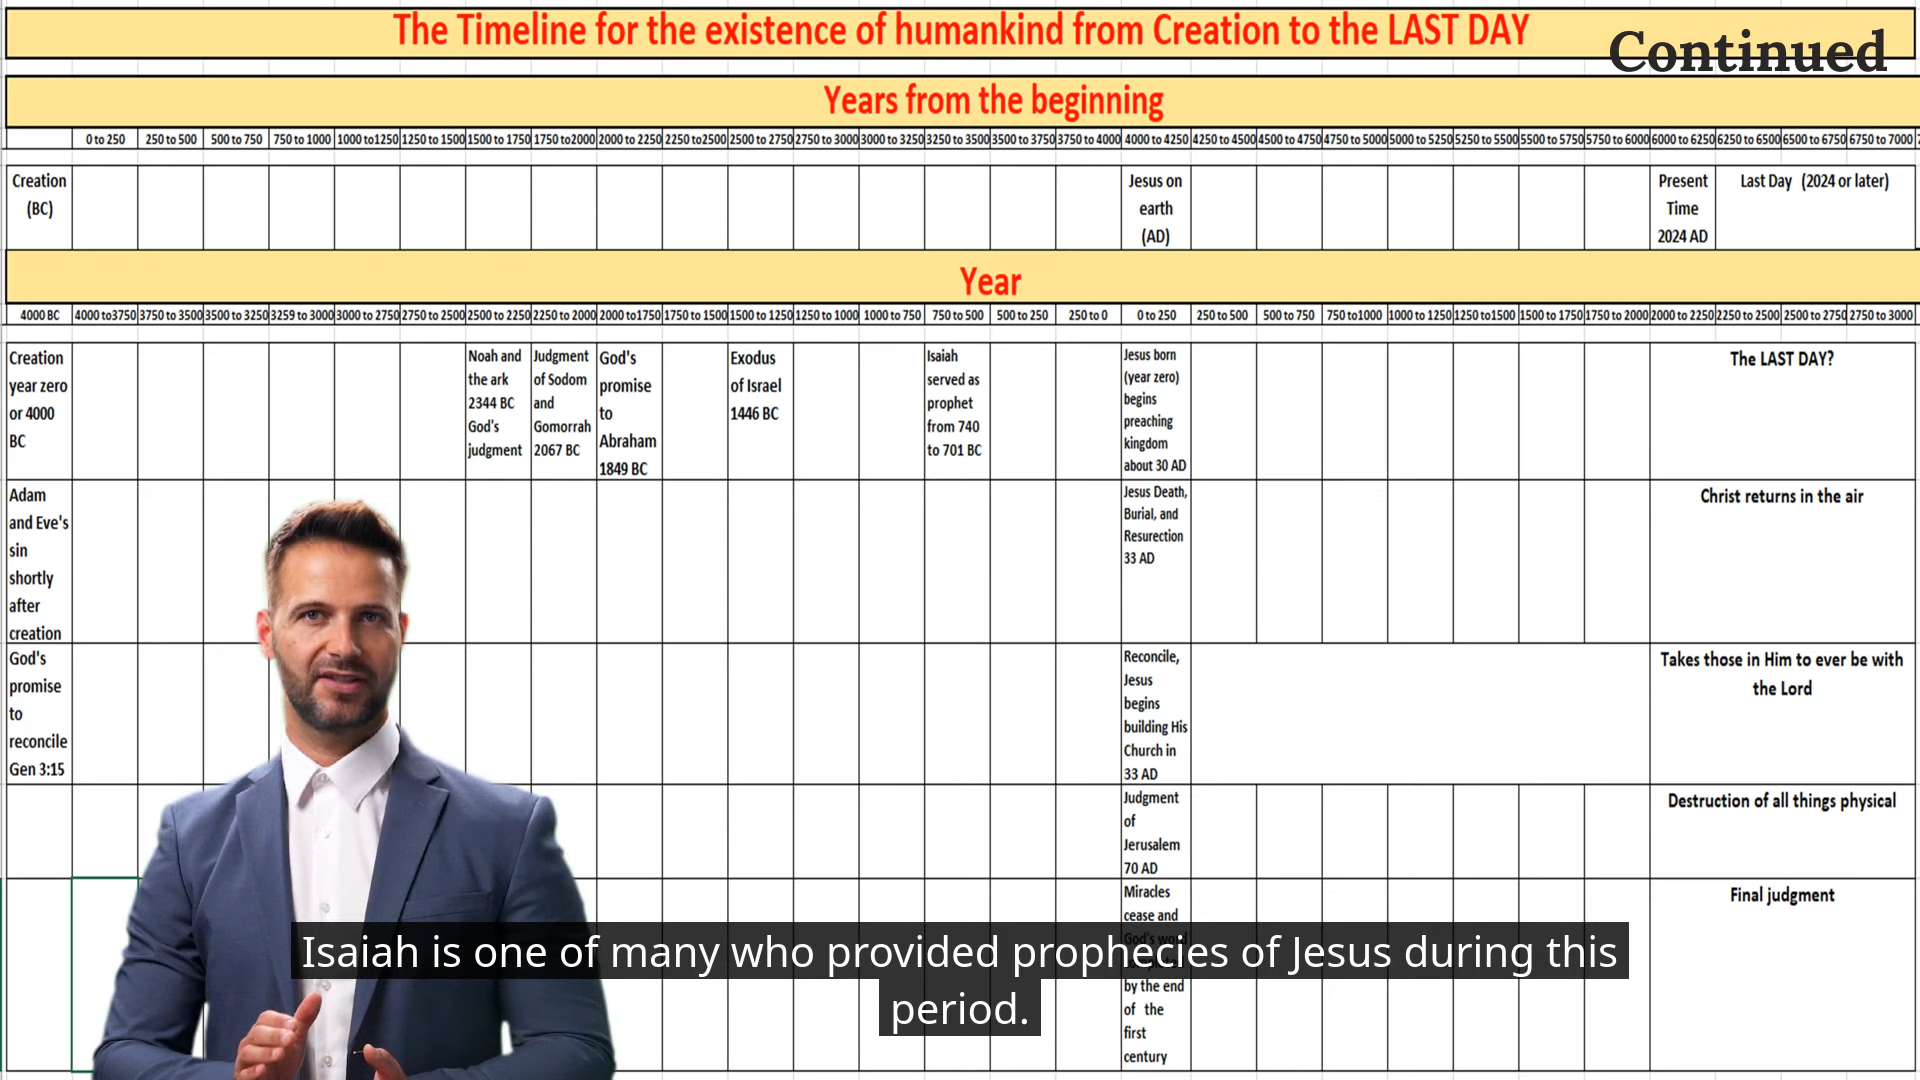 The Timeline for the existence of humankind from Creation to the LAST DAY
Continued
Years from the beginning
0 to 250 250 to 500 500 to 750 750 to 1000 1000 to1250 1250 to 1500 1500 to 1750 1750 to2000 2000 to 2250 2250 to2500 2500 to 2750 2750 to 3000 3000 to 3250 3250 to 3500 3500 to 3750 3750 to 4000 4000 to 4250 4250 to 4500 4500 to 4750 4750 to 5000 5000 to 5250 5250 to 5500 5500 to 5750 5750 to 6000 6000 to 6250 6250 to 6500 6500 to 6750 6750 to 7000
Creation
(BC)
Jesus on
earth
(AD)
Present
Time
2024 AD
Last Day (2024 or later)
Year
4000 BC 4000 to3750 3750 to 3500 3500 to 3250 3259 to 3000 3000 to 2750 2750 to 2500 2500 to 2250 2250 to 2000 2000 to1750 1750 to 1500 1500 to 1250 1250 to 1000 1000 to 750 750 to 500 500 to 250 250 to 0 0 to 250 250 to 500 500 to 750 750 to1000 1000 to 1250 1250 to1500 1500 to 1750 1750 to 2000 2000 to 2250 2250 to 2500 2500 to 2750 2750 to 3000
Creation
year zero
or 4000
BC
Noah and
the ark
2344 BC
God's
judgment
Judgment
of Sodom
and
Gomorrah
2067 BC
God's
promise
to
Abraham
1849 BC
Exodus
of Israel
1446 BC
Isaiah
served as
prophet
from 740
to 701 BC
Jesus born
(year zero)
begins
preaching
kingdom
about 30 AD
The LAST DAY?
Adam
and Eve's
sin
shortly
after
creation
Jesus Death,
Burial, and
Resurection
33 AD
Christ returns in the air
God's
promise
to
reconcile
Gen 3:15
Reconcile,
Jesus
begins
building His
Church in
33 AD
Takes those in Him to ever be with
the Lord
Judgment
of
Jerusalem
70 AD
Destruction of all things physical
Miracles
cease and
by the end
of the
first
century
Final judgment
Isaiah is one of many who provided prophecies of Jesus during this
period.